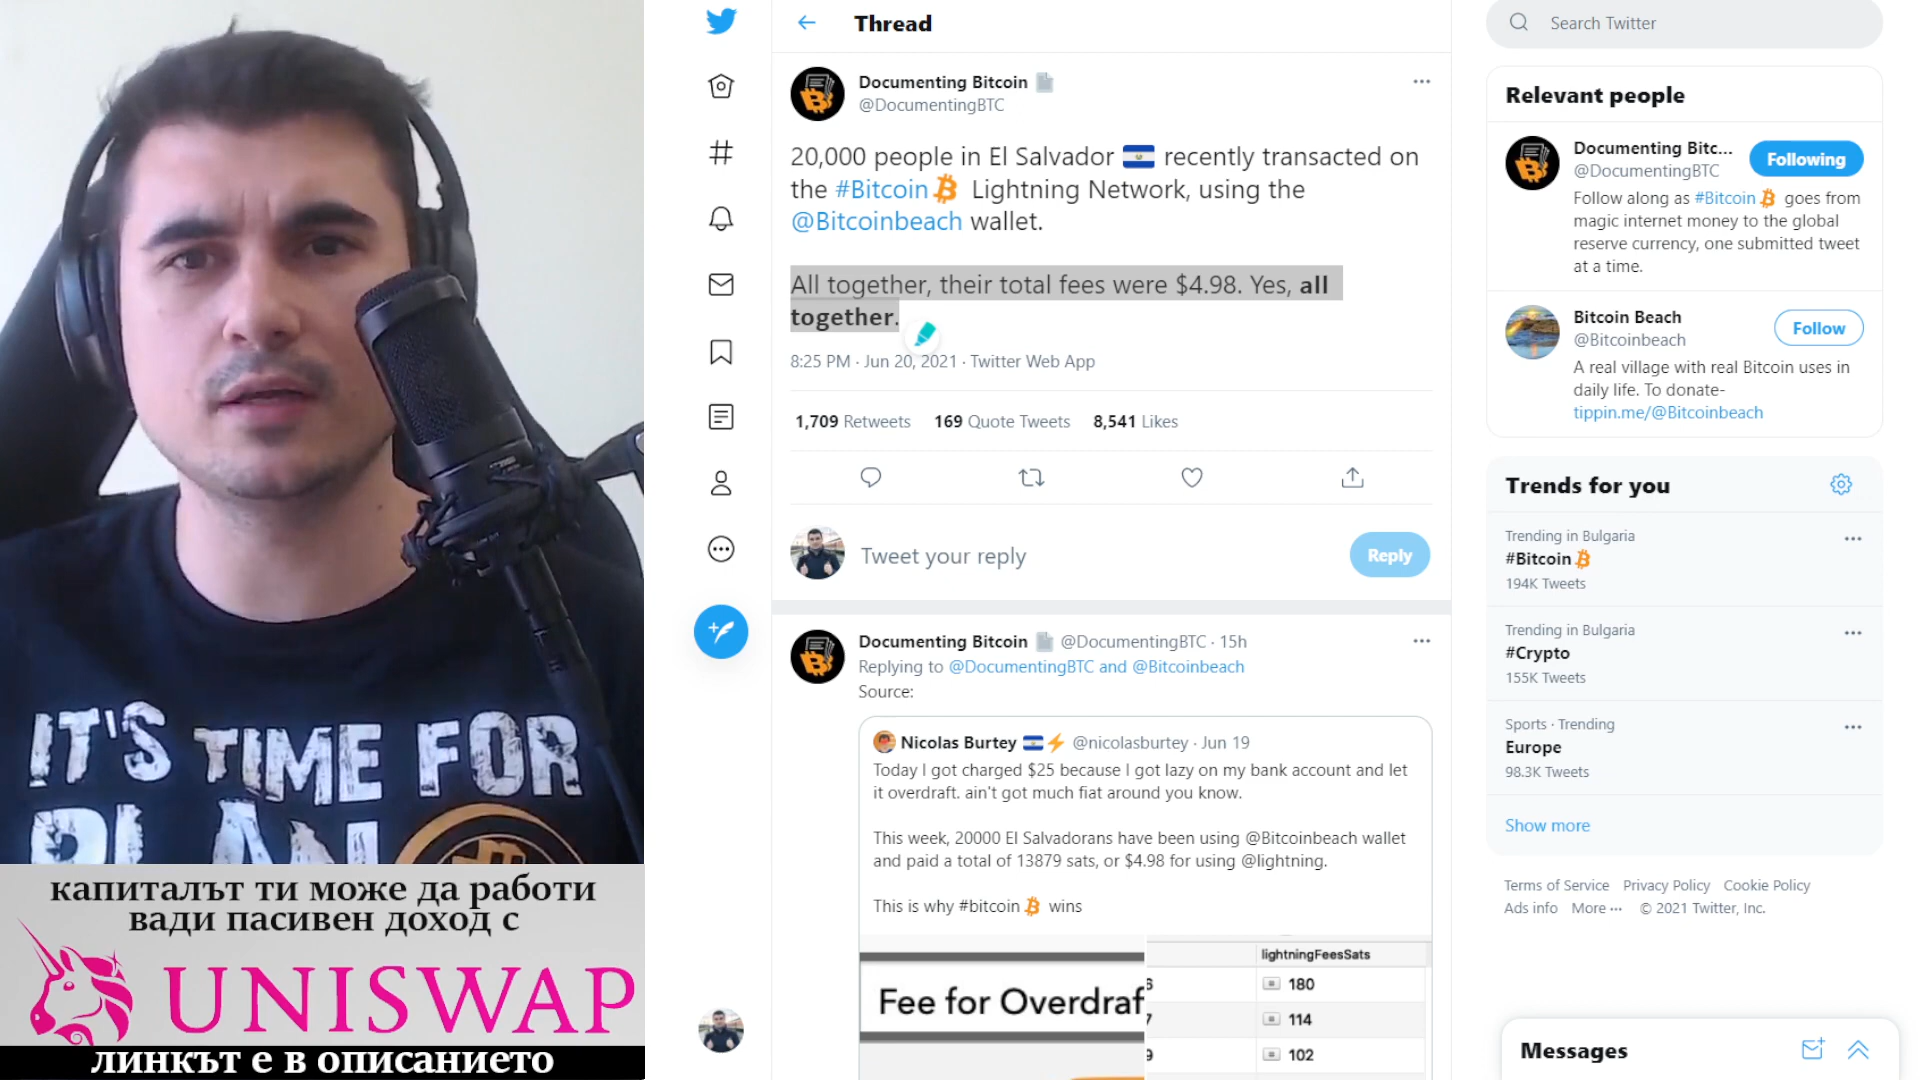 IT'S TIME FOR
PLAN
капиталът ти може да работи
вади пасивен доход с
UNISWAP
линкът е в описанието
Thread
Documenting Bitcoin
@DocumentingBTC
20,000 people in El Salvador recently transacted on
the #Bitcoin Lightning Network, using the
@Bitcoinbeach wallet.
All together, their total fees were $4.98. Yes, all
together.
8:25 PM · Jun 20, 2021 · Twitter Web App
1,709 Retweets 169 Quote Tweets 8,541 Likes
Tweet your reply
Reply
Documenting Bitcoin @DocumentingBTC · 15h
Replying to @DocumentingBTC and @Bitcoinbeach
Source:
Nicolas Burtey @nicolasburtey · Jun 19
Today I got charged $25 because I got lazy on my bank account and let
it overdraft. ain't got much fiat around you know.
This week, 20000 El Salvadorans have been using @Bitcoinbeach wallet
and paid a total of 13879 sats, or $4.98 for using @lightning.
This is why #bitcoin wins
Fee for Overdraf
lightningFeesSats
6 180
7 114
9 102
Search Twitter
Relevant people
Documenting Bitc...
@DocumentingBTC
Following
Follow along as #Bitcoin goes from
magic internet money to the global
reserve currency, one submitted tweet
at a time.
Bitcoin Beach
@Bitcoinbeach
Follow
A real village with real Bitcoin uses in
daily life. To donate-
tippin.me/@Bitcoinbeach
Trends for you
Trending in Bulgaria
#Bitcoin
194K Tweets
Trending in Bulgaria
#Crypto
155K Tweets
Sports · Trending
Europe
98.3K Tweets
Show more
Terms of Service Privacy Policy Cookie Policy
Ads info More ··· © 2021 Twitter, Inc.
Messages